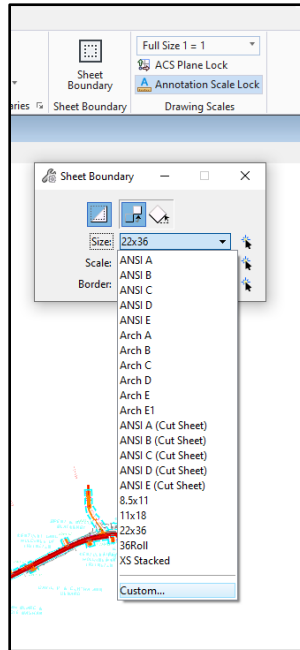 Full Size 1 = 1
ACS Plane Lock
Sheet
Boundary
Annotation Scale Lock
aries
Sheet Boundary
Drawing Scales
Sheet Boundary
Size:
22x36
Scale:
Border:
ANSI A
ANSI B
ANSI C
ANSI D
ANSI E
Arch A
Arch B
Arch C
Arch D
Arch E
Arch E1
ANSI A (Cut Sheet)
ANSI B (Cut Sheet)
ANSI C (Cut Sheet)
ANSI D (Cut Sheet)
ANSI E (Cut Sheet)
8.5x11
11x18
22x36
36Roll
XS Stacked
Custom...